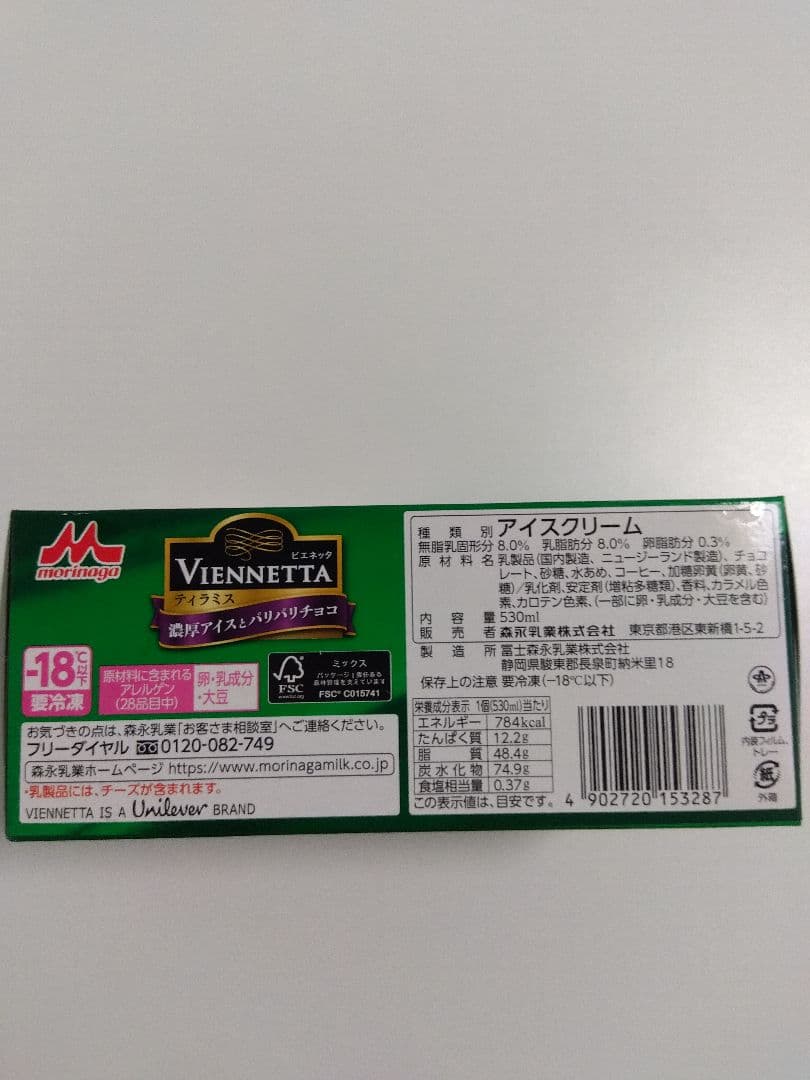 morinaga
ビエネッタ
VIENNETTA
ティラミス
濃厚アイスとパリパリチョコ
-18℃以下
要冷凍
原材料に含まれる
アレルゲン
(28品目中)
卵・乳成分
・大豆
FSC
ミックス
FSC® C015741
お気づきの点は、森永乳業「お客さま相談室」へご連絡ください。
フリーダイヤル 0120-082-749
森永乳業ホームページ https://www.morinagamilk.co.jp
・乳製品には、チーズが含まれます。
VIENNETTA IS A Unilever BRAND
種類別 アイスクリーム
無脂乳固形分 8.0% 乳脂肪分 8.0% 卵脂肪分 0.3%
原材料名 乳製品(国内製造、ニュージーランド製造)、チョコ
レート、砂糖、水あめ、コーヒー、加糖卵黄(卵黄、砂
糖)/乳化剤、安定剤(増粘多糖類)、香料、カラメル色
素、カロテン色素、(一部に卵・乳成分・大豆を含む)
内容量 530ml
販売者 森永乳業株式会社 東京都港区東新橋1-5-2
製造所 冨士森永乳業株式会社
静岡県駿東郡長泉町納米里18
保存上の注意 要冷凍(-18℃以下)
栄養成分表示 1個(530ml)当たり
エネルギー 784kcal
たんぱく質 12.2g
脂質 48.4g
炭水化物 74.9g
食塩相当量 0.37g
この表示値は、目安です。
4 902720 153287
プラ
内装フィルム、
トレー
紙
外箱